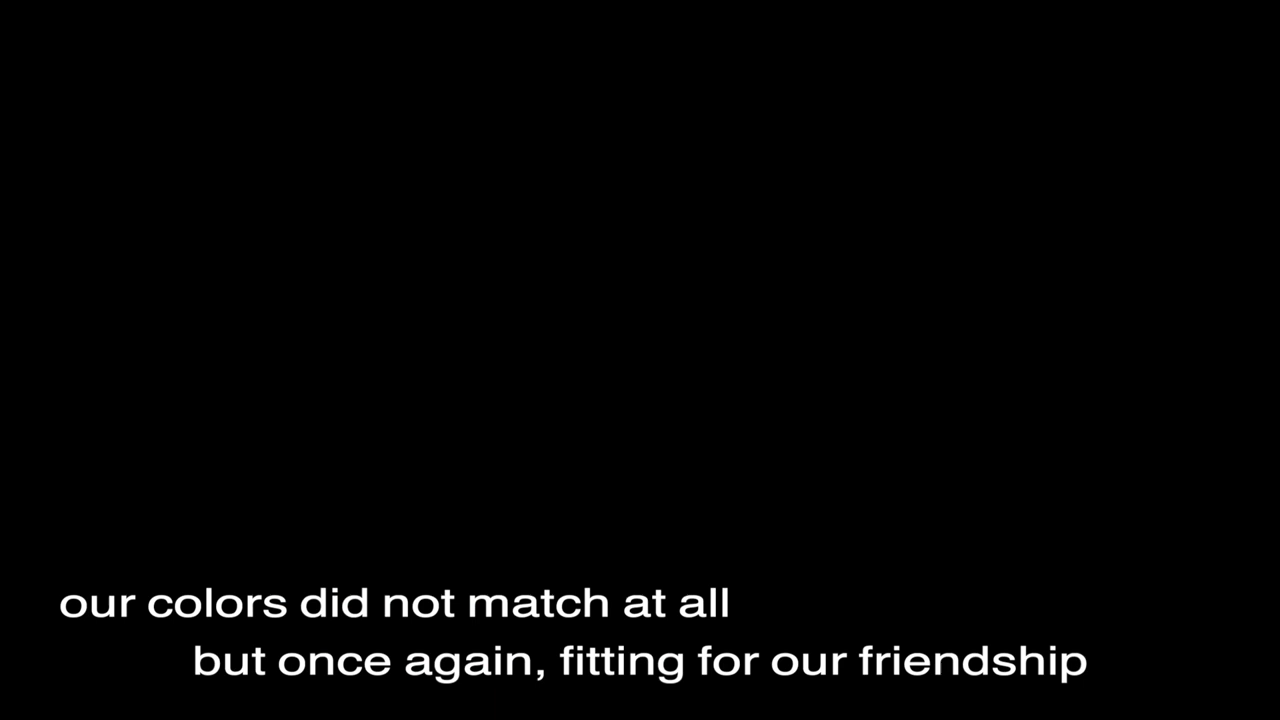 our colors did not match at all
but once again, fitting for our friendship